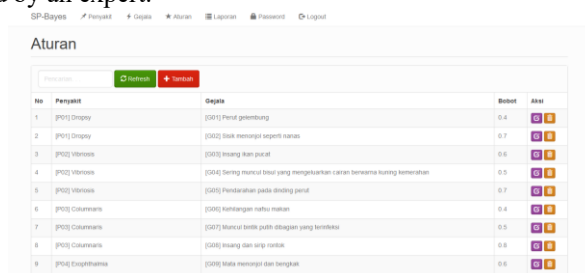 d by an expert.
SP-Bayes Penyakit Gejala Aturan Laporan Password Logout
Aturan
Pencarian... Refresh + Tambah
No Penyakit Gejala Bobot Aksi
1 [P01] Dropsy [G01] Perut gelembung 0.4
2 [P01] Dropsy [G02] Sisik menonjol seperti nanas 0.7
3 [P02] Vibriosis [G03] Insang ikan pucat 0.6
4 [P02] Vibriosis [G04] Sering muncul bisul yang mengeluarkan cairan berwarna kuning kemerahan 0.5
5 [P02] Vibriosis [G05] Pendarahan pada dinding perut 0.7
6 [P03] Columnaris [G06] Kehilangan nafsu makan 0.4
7 [P03] Columnaris [G07] Muncul bintik putih dibagian yang terinfeksi 0.5
8 [P03] Columnaris [G08] Insang dan sirip rontok
9 [P04] Exophthalmia [G09] Mata menonjol dan bengkak 0.6